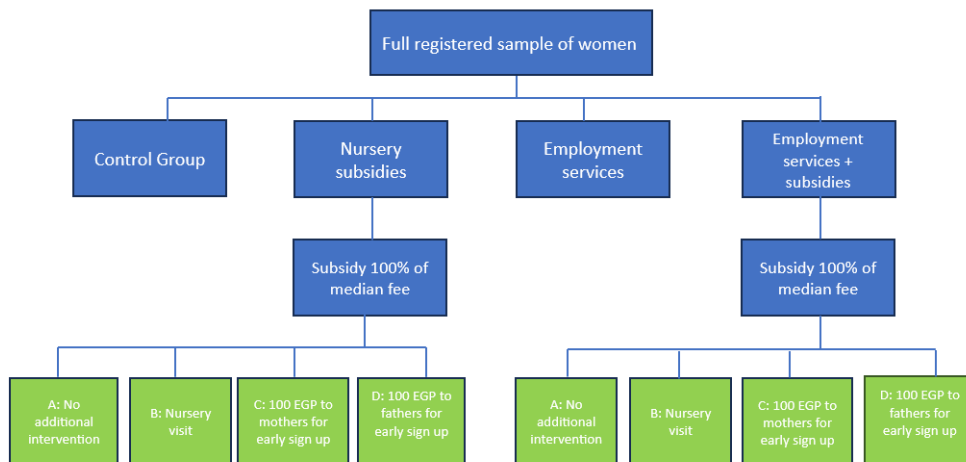 Full registered sample of women
Control Group
Nursery
subsidies
Employment
services
Employment
services +
subsidies
Subsidy 100% of
median fee
Subsidy 100% of
median fee
A: No
additional
intervention
B: Nursery
visit
C: 100 EGP to
mothers for
early sign up
D: 100 EGP to
fathers for
early sign up
A: No
additional
intervention
B: Nursery
visit
C: 100 EGP to
mothers for
early sign up
D: 100 EGP to
fathers for
early sign up